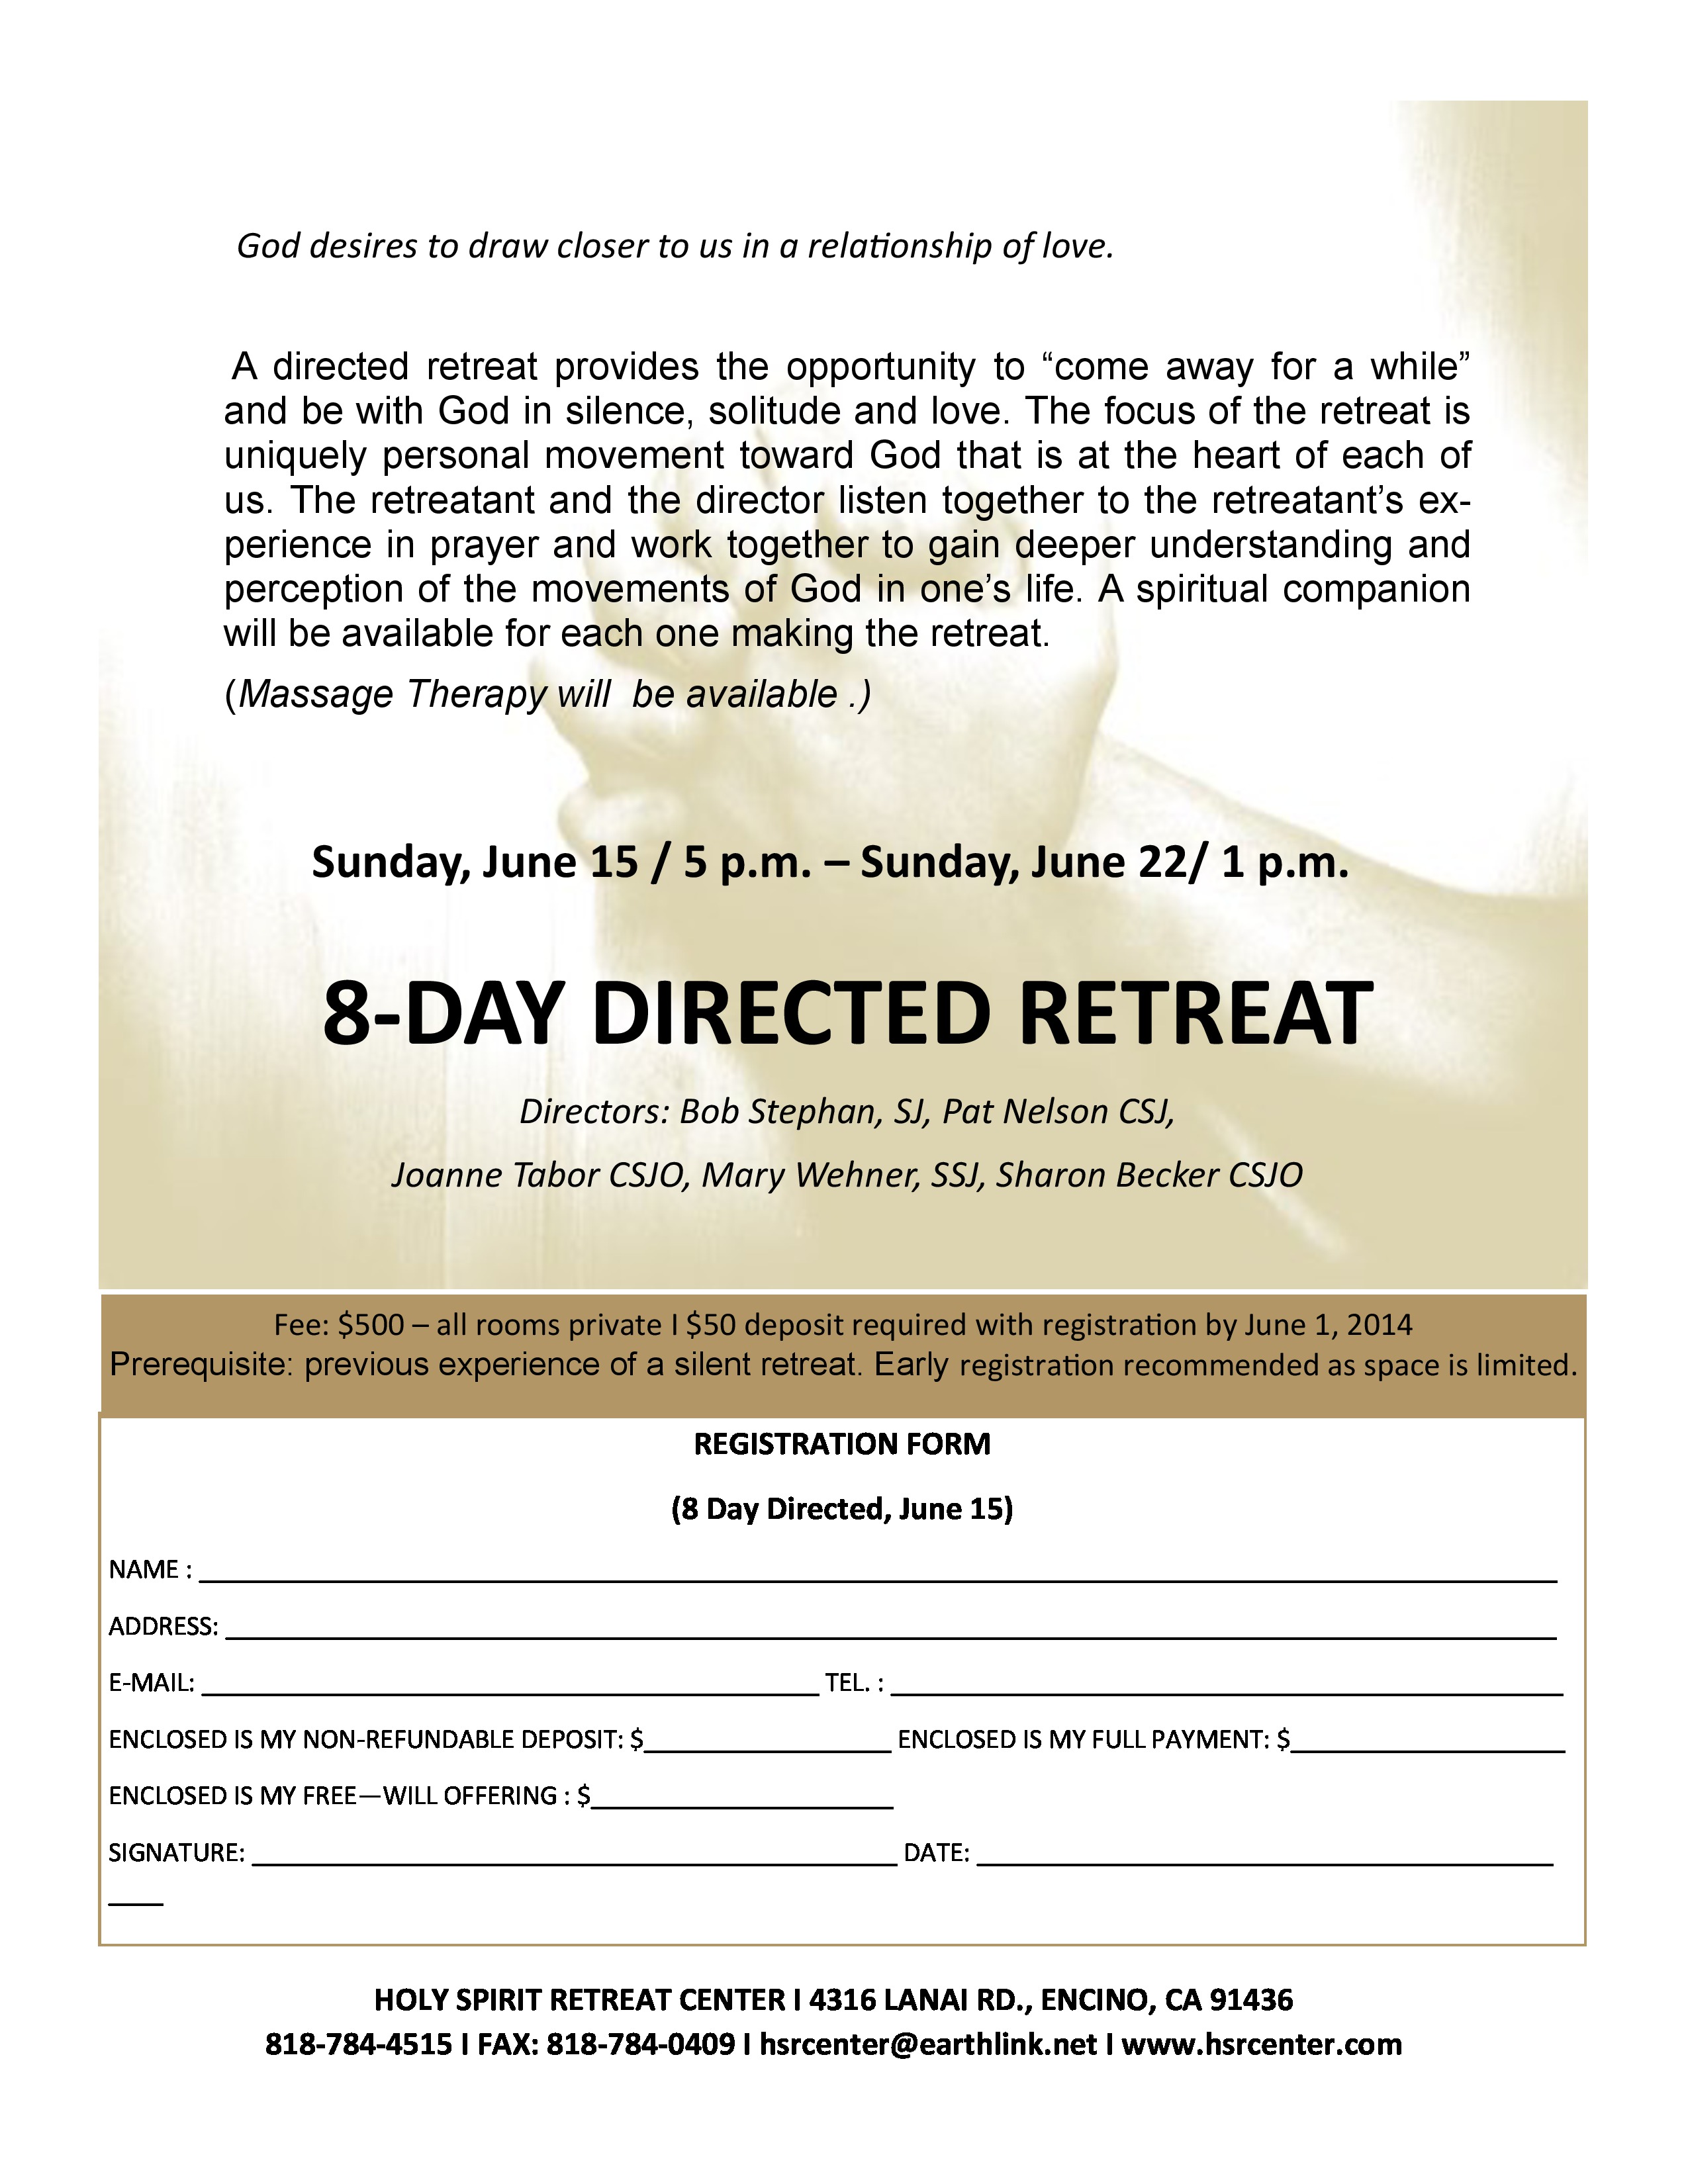 God desires to draw closer to us in a relationship of love.
A directed retreat provides the opportunity to “come away for a while”
and be with God in silence, solitude and love. The focus of the retreat is
uniquely personal movement toward God that is at the heart of each of
us. The retreatant and the director listen together to the retreatant’s ex-
perience in prayer and work together to gain deeper understanding and
perception of the movements of God in one’s life. A spiritual companion
will be available for each one making the retreat.
(Massage Therapy will  be available .)
Sunday, June 15 / 5 p.m. – Sunday, June 22/ 1 p.m.
8-DAY DIRECTED RETREAT
Directors: Bob Stephan, SJ, Pat Nelson CSJ,
Joanne Tabor CSJO, Mary Wehner, SSJ, Sharon Becker CSJO
Fee: $500 – all rooms private I $50 deposit required with registration by June 1, 2014
Prerequisite: previous experience of a silent retreat. Early registration recommended as space is limited.
REGISTRATION FORM
(8 Day Directed, June 15)
NAME : ____
ADDRESS: ____
E-MAIL: ____ TEL. : ____
ENCLOSED IS MY NON-REFUNDABLE DEPOSIT: $____ ENCLOSED IS MY FULL PAYMENT: $____
ENCLOSED IS MY FREE—WILL OFFERING : $____
SIGNATURE: ____ DATE: ____
____
HOLY SPIRIT RETREAT CENTER I 4316 LANAI RD., ENCINO, CA 91436
818-784-4515 I FAX: 818-784-0409 I hsrcenter@earthlink.net I www.hsrcenter.com